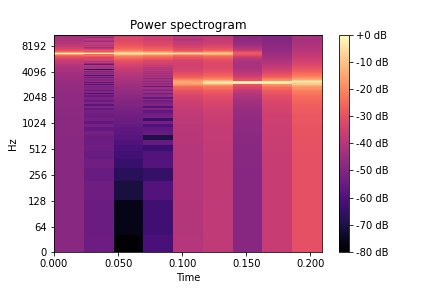 Power spectrogram
8192
4096
2048
1024
512
256
128
64
0
Hz
0.000 0.050 0.100 0.150 0.200
Time
+0 dB
-10 dB
-20 dB
-30 dB
-40 dB
-50 dB
-60 dB
-70 dB
-80 dB